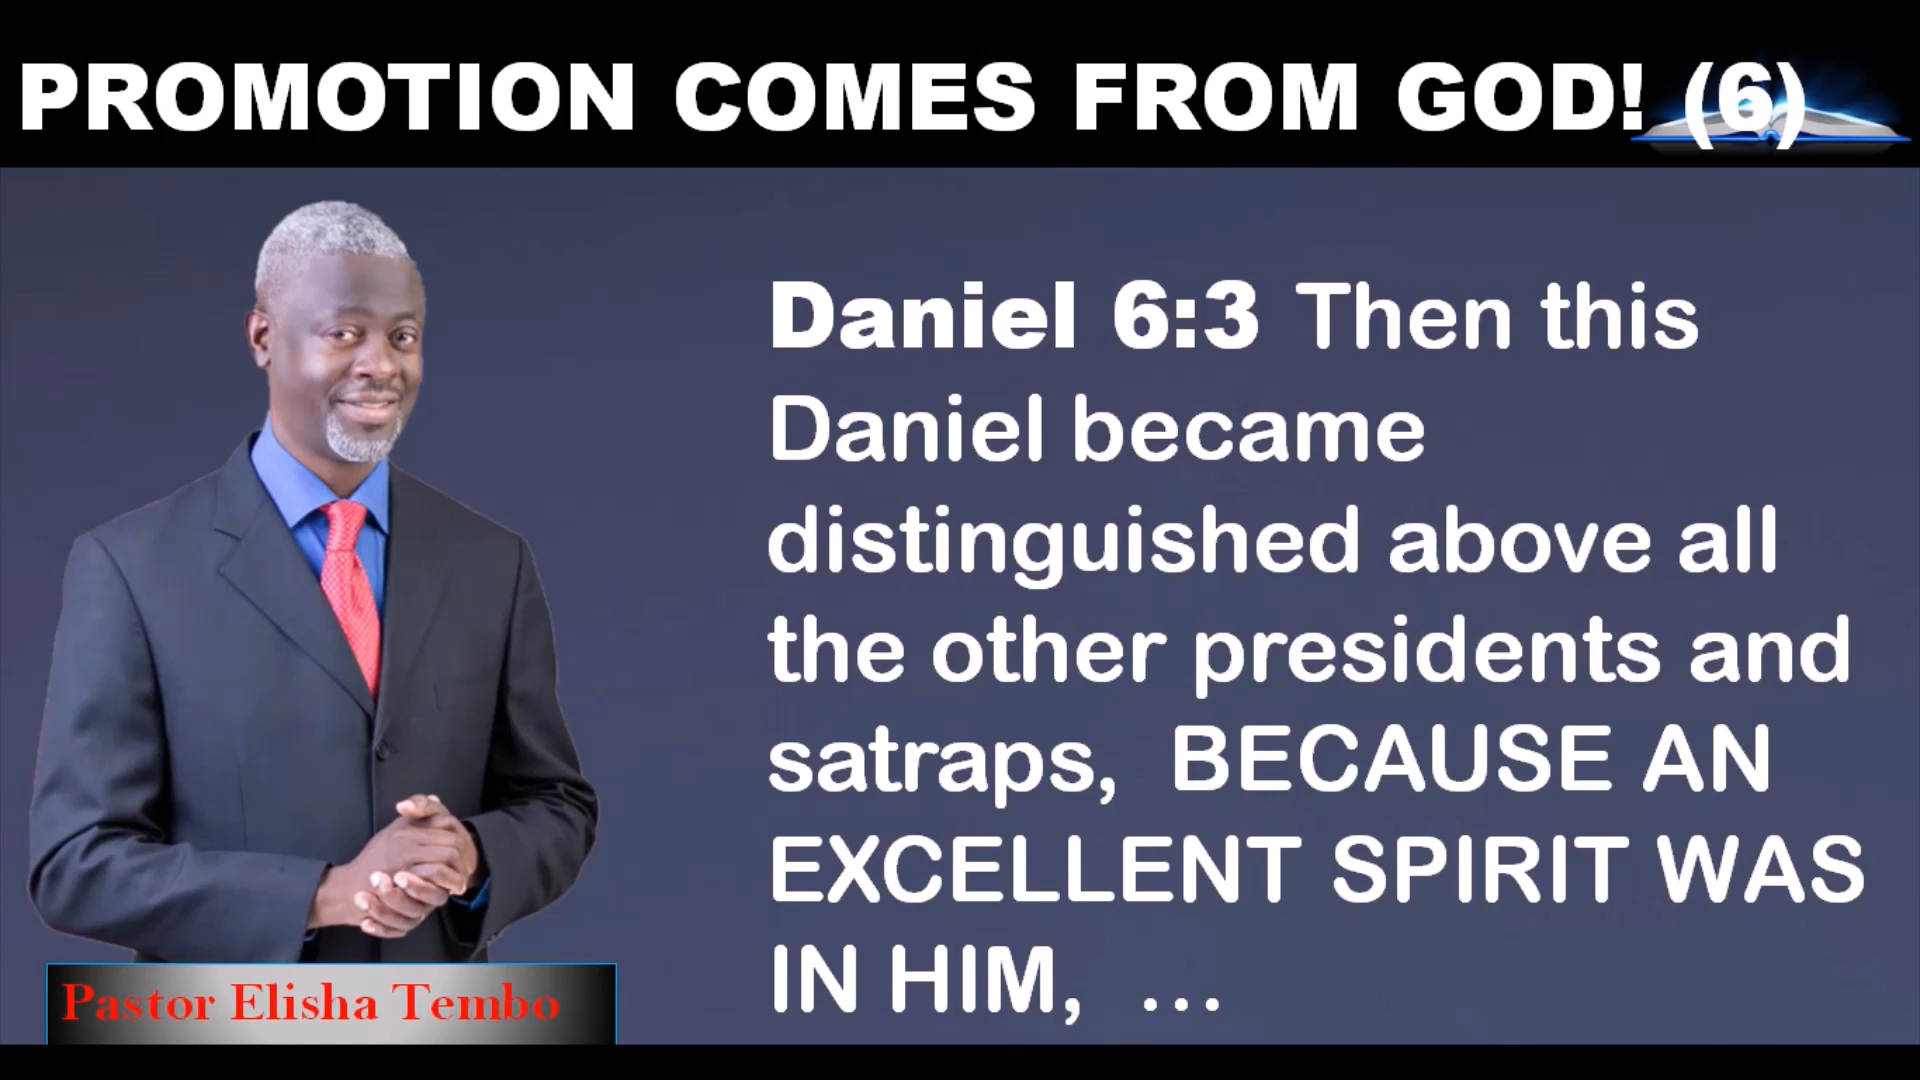 PROMOTION COMES FROM GOD! (6)
Daniel 6:3 Then this
Daniel became
distinguished above all
the other presidents and
satraps, BECAUSE AN
EXCELLENT SPIRIT WAS
IN HIM, ...
Pastor Elisha Tembo